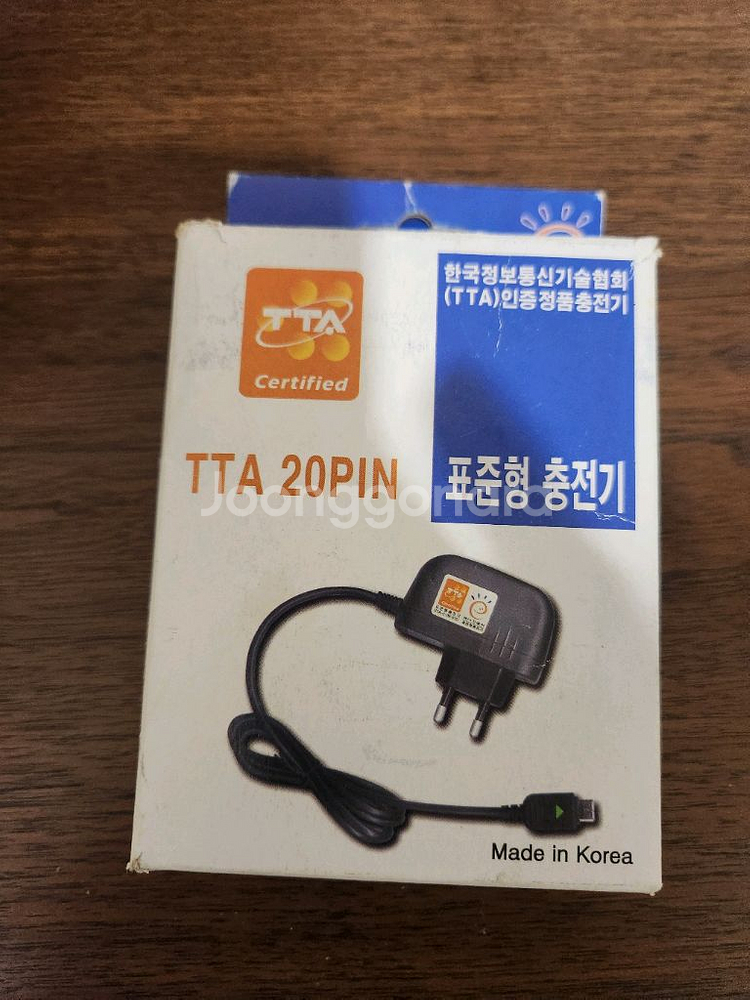 TTA
Certified
한국정보통신기술협회
(TTA)인증정품충전기
TTA 20PIN
표준형 충전기
Joonggonara
TTA
Made in Korea